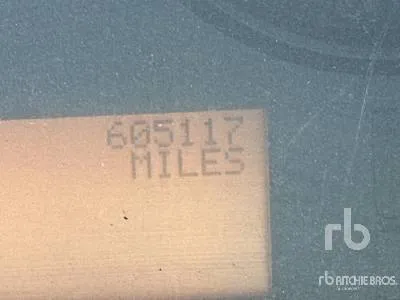 605117
MILES
rb
rb RITCHIE BROS.